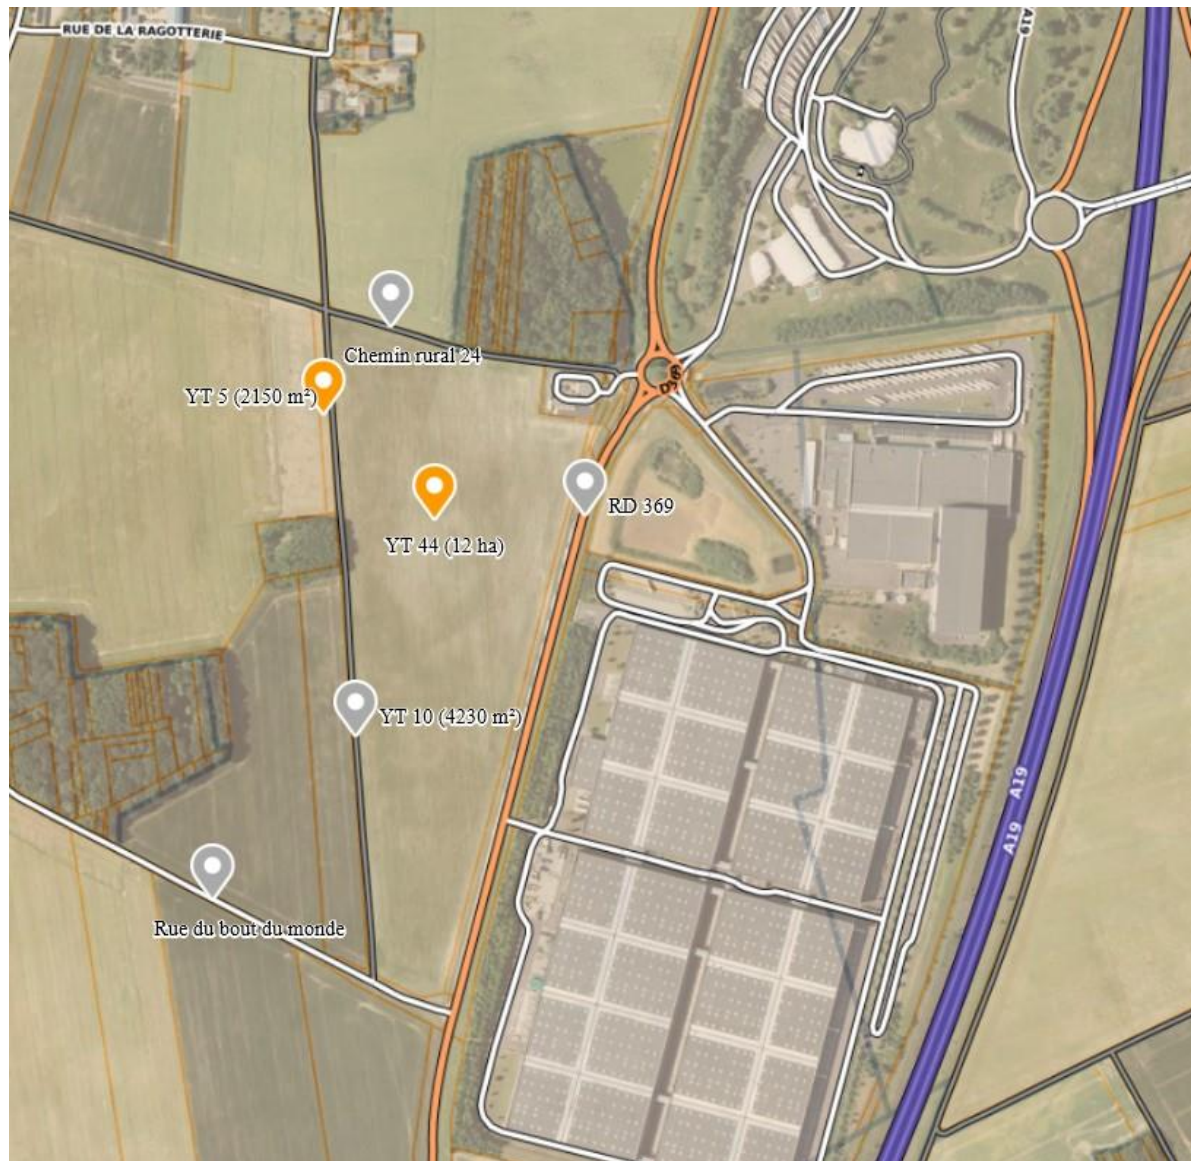 RUE DE LA RAGOTTERIE
A19
Chemin rural 24
YT 5 (2150 m²)
D369
RD 369
YT 44 (12 ha)
YT 10 (4230 m²)
A19
A19
Rue du bout du monde